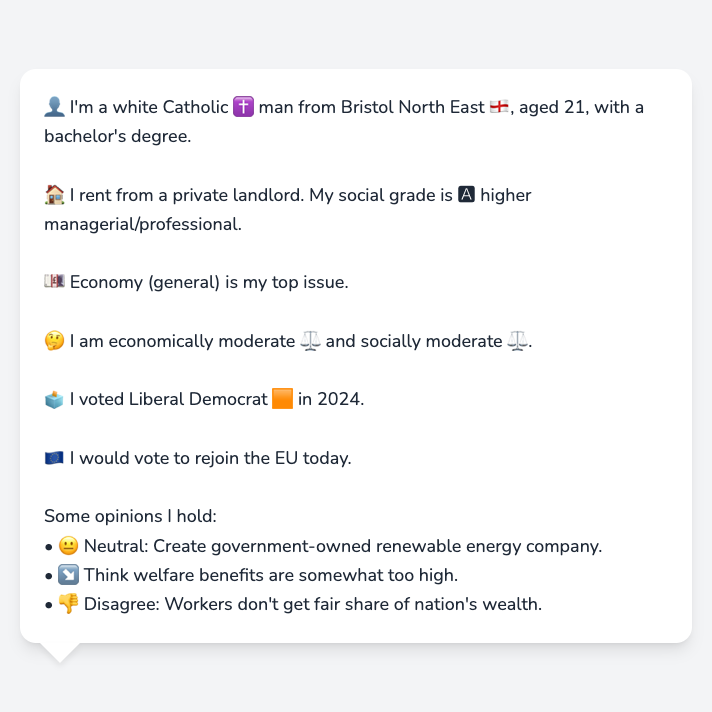 👤 I'm a white Catholic ✝️ man from Bristol North East 🏴󠁧󠁢󠁥󠁮󠁧󠁿, aged 21, with a
bachelor's degree.
🏠 I rent from a private landlord. My social grade is 🅰️ higher
managerial/professional.
💷 Economy (general) is my top issue.
🤔 I am economically moderate ⚖️ and socially moderate ⚖️.
🗳️ I voted Liberal Democrat 🟧 in 2024.
🇪🇺 I would vote to rejoin the EU today.
Some opinions I hold:
• 😐 Neutral: Create government-owned renewable energy company.
• ↘️ Think welfare benefits are somewhat too high.
• 👎 Disagree: Workers don't get fair share of nation's wealth.